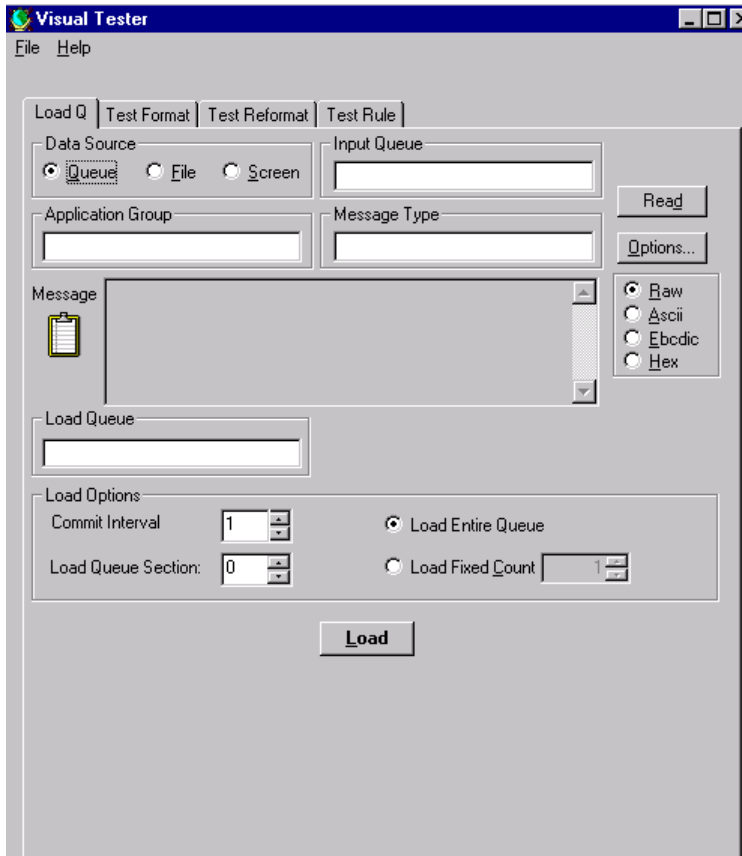 Visual Tester
File Help
Load Q Test Format Test Reformat Test Rule
Data Source
Queue File Screen
Input Queue
Read
Application Group
Message Type
Options...
Message
Raw
Ascii
Ebcdic
Hex
Load Queue
Load Options
Commit Interval 1
Load Entire Queue
Load Queue Section: 0
Load Fixed Count 1
Load